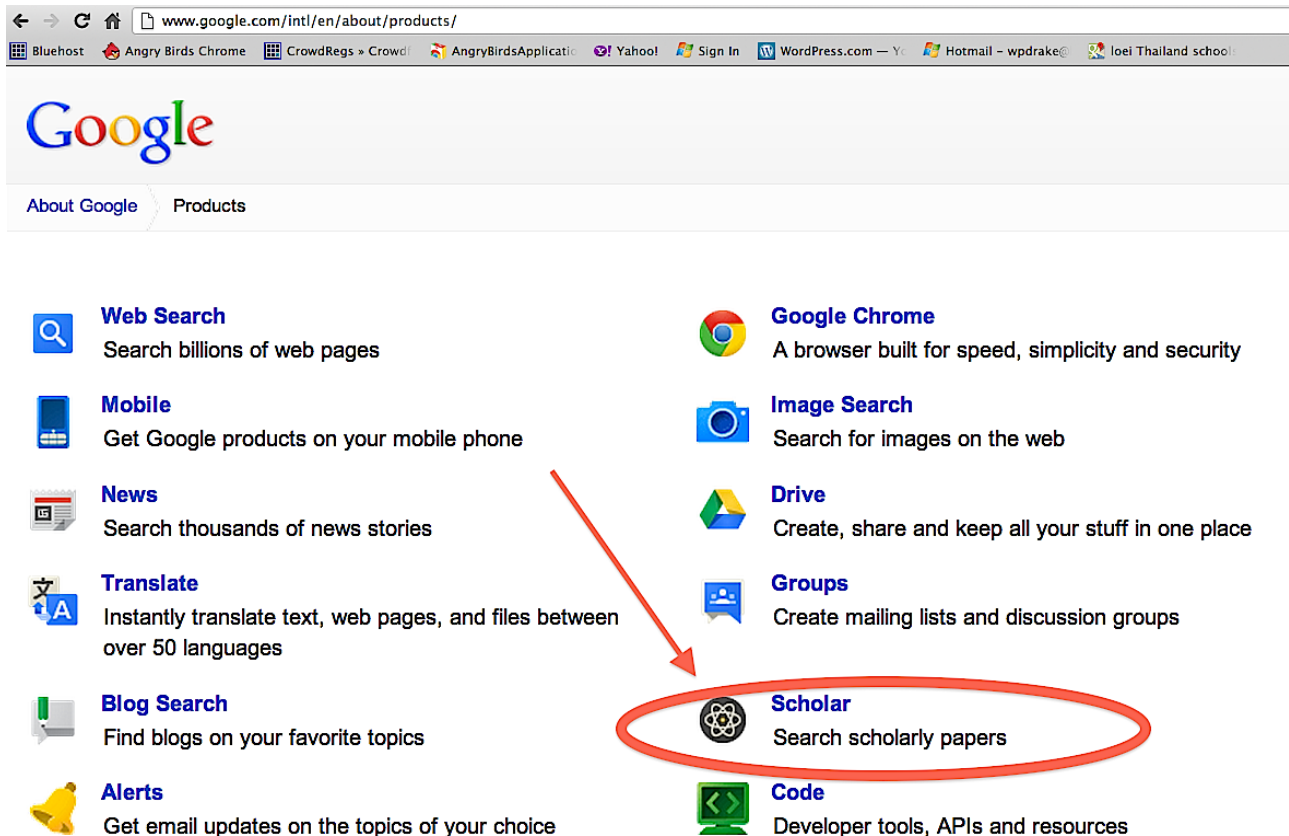 www.google.com/intl/en/about/products/
Bluehost Angry Birds Chrome CrowdRegs » Crowd AngryBirdsApplicatio Yahoo! Sign In WordPress.com — Yo Hotmail - wpdrake@ loei Thailand school
Google
About Google Products
Web Search
Search billions of web pages
Google Chrome
A browser built for speed, simplicity and security
Mobile
Get Google products on your mobile phone
Image Search
Search for images on the web
News
Search thousands of news stories
Drive
Create, share and keep all your stuff in one place
Translate
Instantly translate text, web pages, and files between
over 50 languages
Groups
Create mailing lists and discussion groups
Blog Search
Find blogs on your favorite topics
Scholar
Search scholarly papers
Alerts
Get email updates on the topics of your choice
Code
Developer tools, APIs and resources